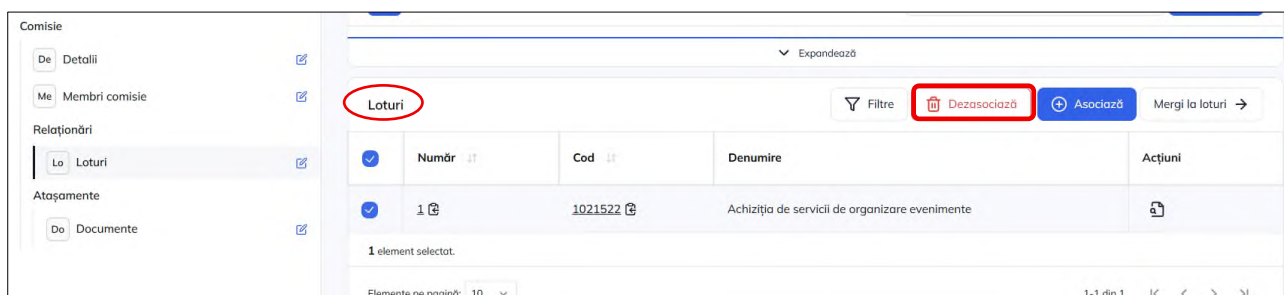 Comisie
De Detalii
Me Membri comisie
Relaționări
Lo Loturi
Atașamente
Do Documente
Expandează
Loturi Filtre Dezasociază Asociază Mergi la loturi →
Număr Cod Denumire Acțiuni
1 1021522 Achiziția de servicii de organizare evenimente
1 element selectat.
Elemente pe pagină: 10 1-1 din 1